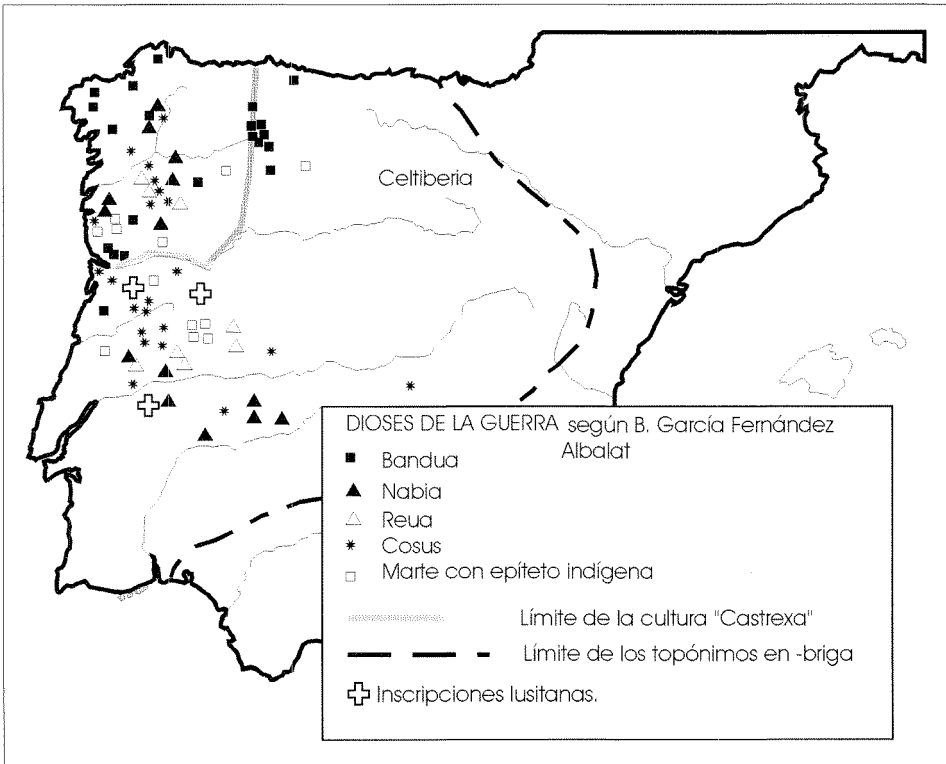 Celtiberia
DIOSES DE LA GUERRA según B. García Fernández
Albalat
Bandua
Nabia
Reua
Cosus
Marte con epíteto indígena
Límite de la cultura "Castrexa"
Límite de los topónimos en -briga
Inscripciones lusitanas.